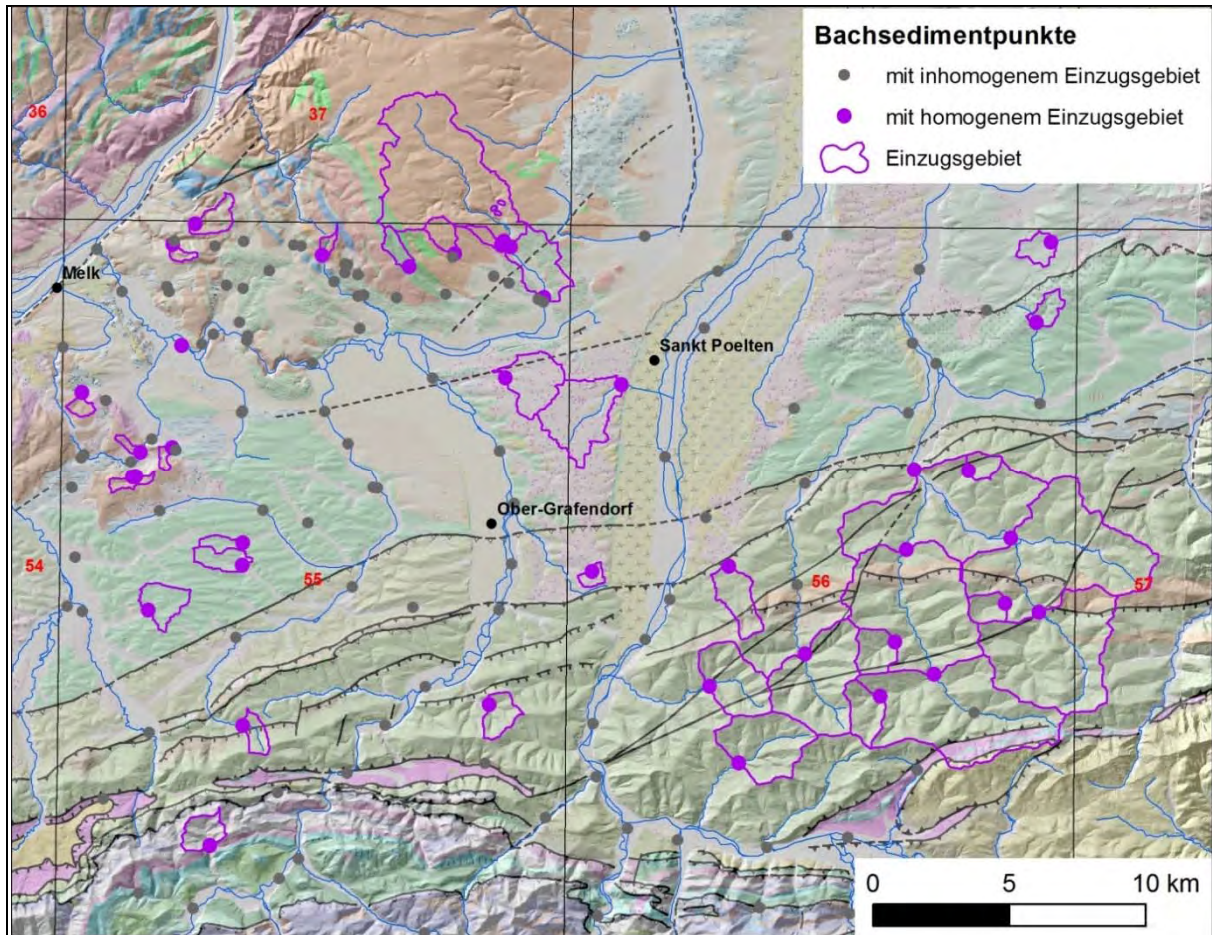 Bachsedimentpunkte
mit inhomogenem Einzugsgebiet
mit homogenem Einzugsgebiet
Einzugsgebiet
36
37
Melk
Sankt Poelten
Ober-Grafendorf
54
55
56
57
0 5 10 km